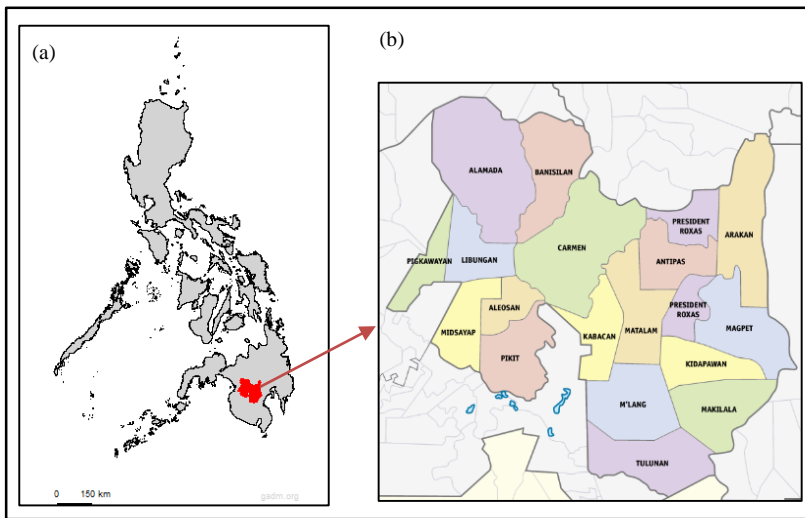 (a)
0 150 km
gadm.org
(b)
ALAMADA
BANISILAN
PRESIDENT
ROXAS
ARAKAN
PIGKAWAYAN
LIBUNGAN
CARMEN
ANTIPAS
ALEOSAN
PRESIDENT
ROXAS
MIDSAYAP
KABACAN
MATALAM
MAGPET
PIKIT
KIDAPAWAN
M'LANG
MAKILALA
TULUNAN